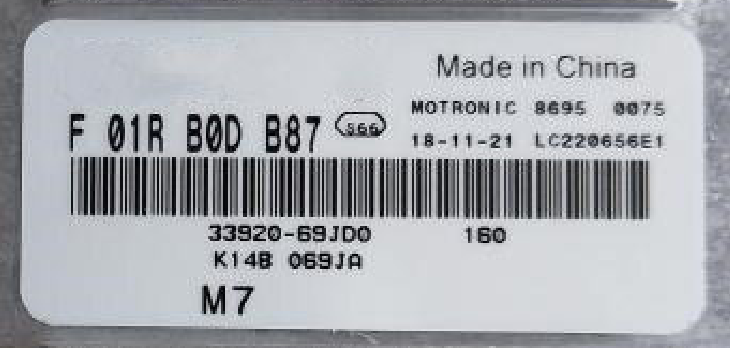 Made in China
MOTRONIC 8695 0075
F 01R B0D B87 566
18-11-21 LC220656E1
33920-69JD0 160
K14B 069JA
M7